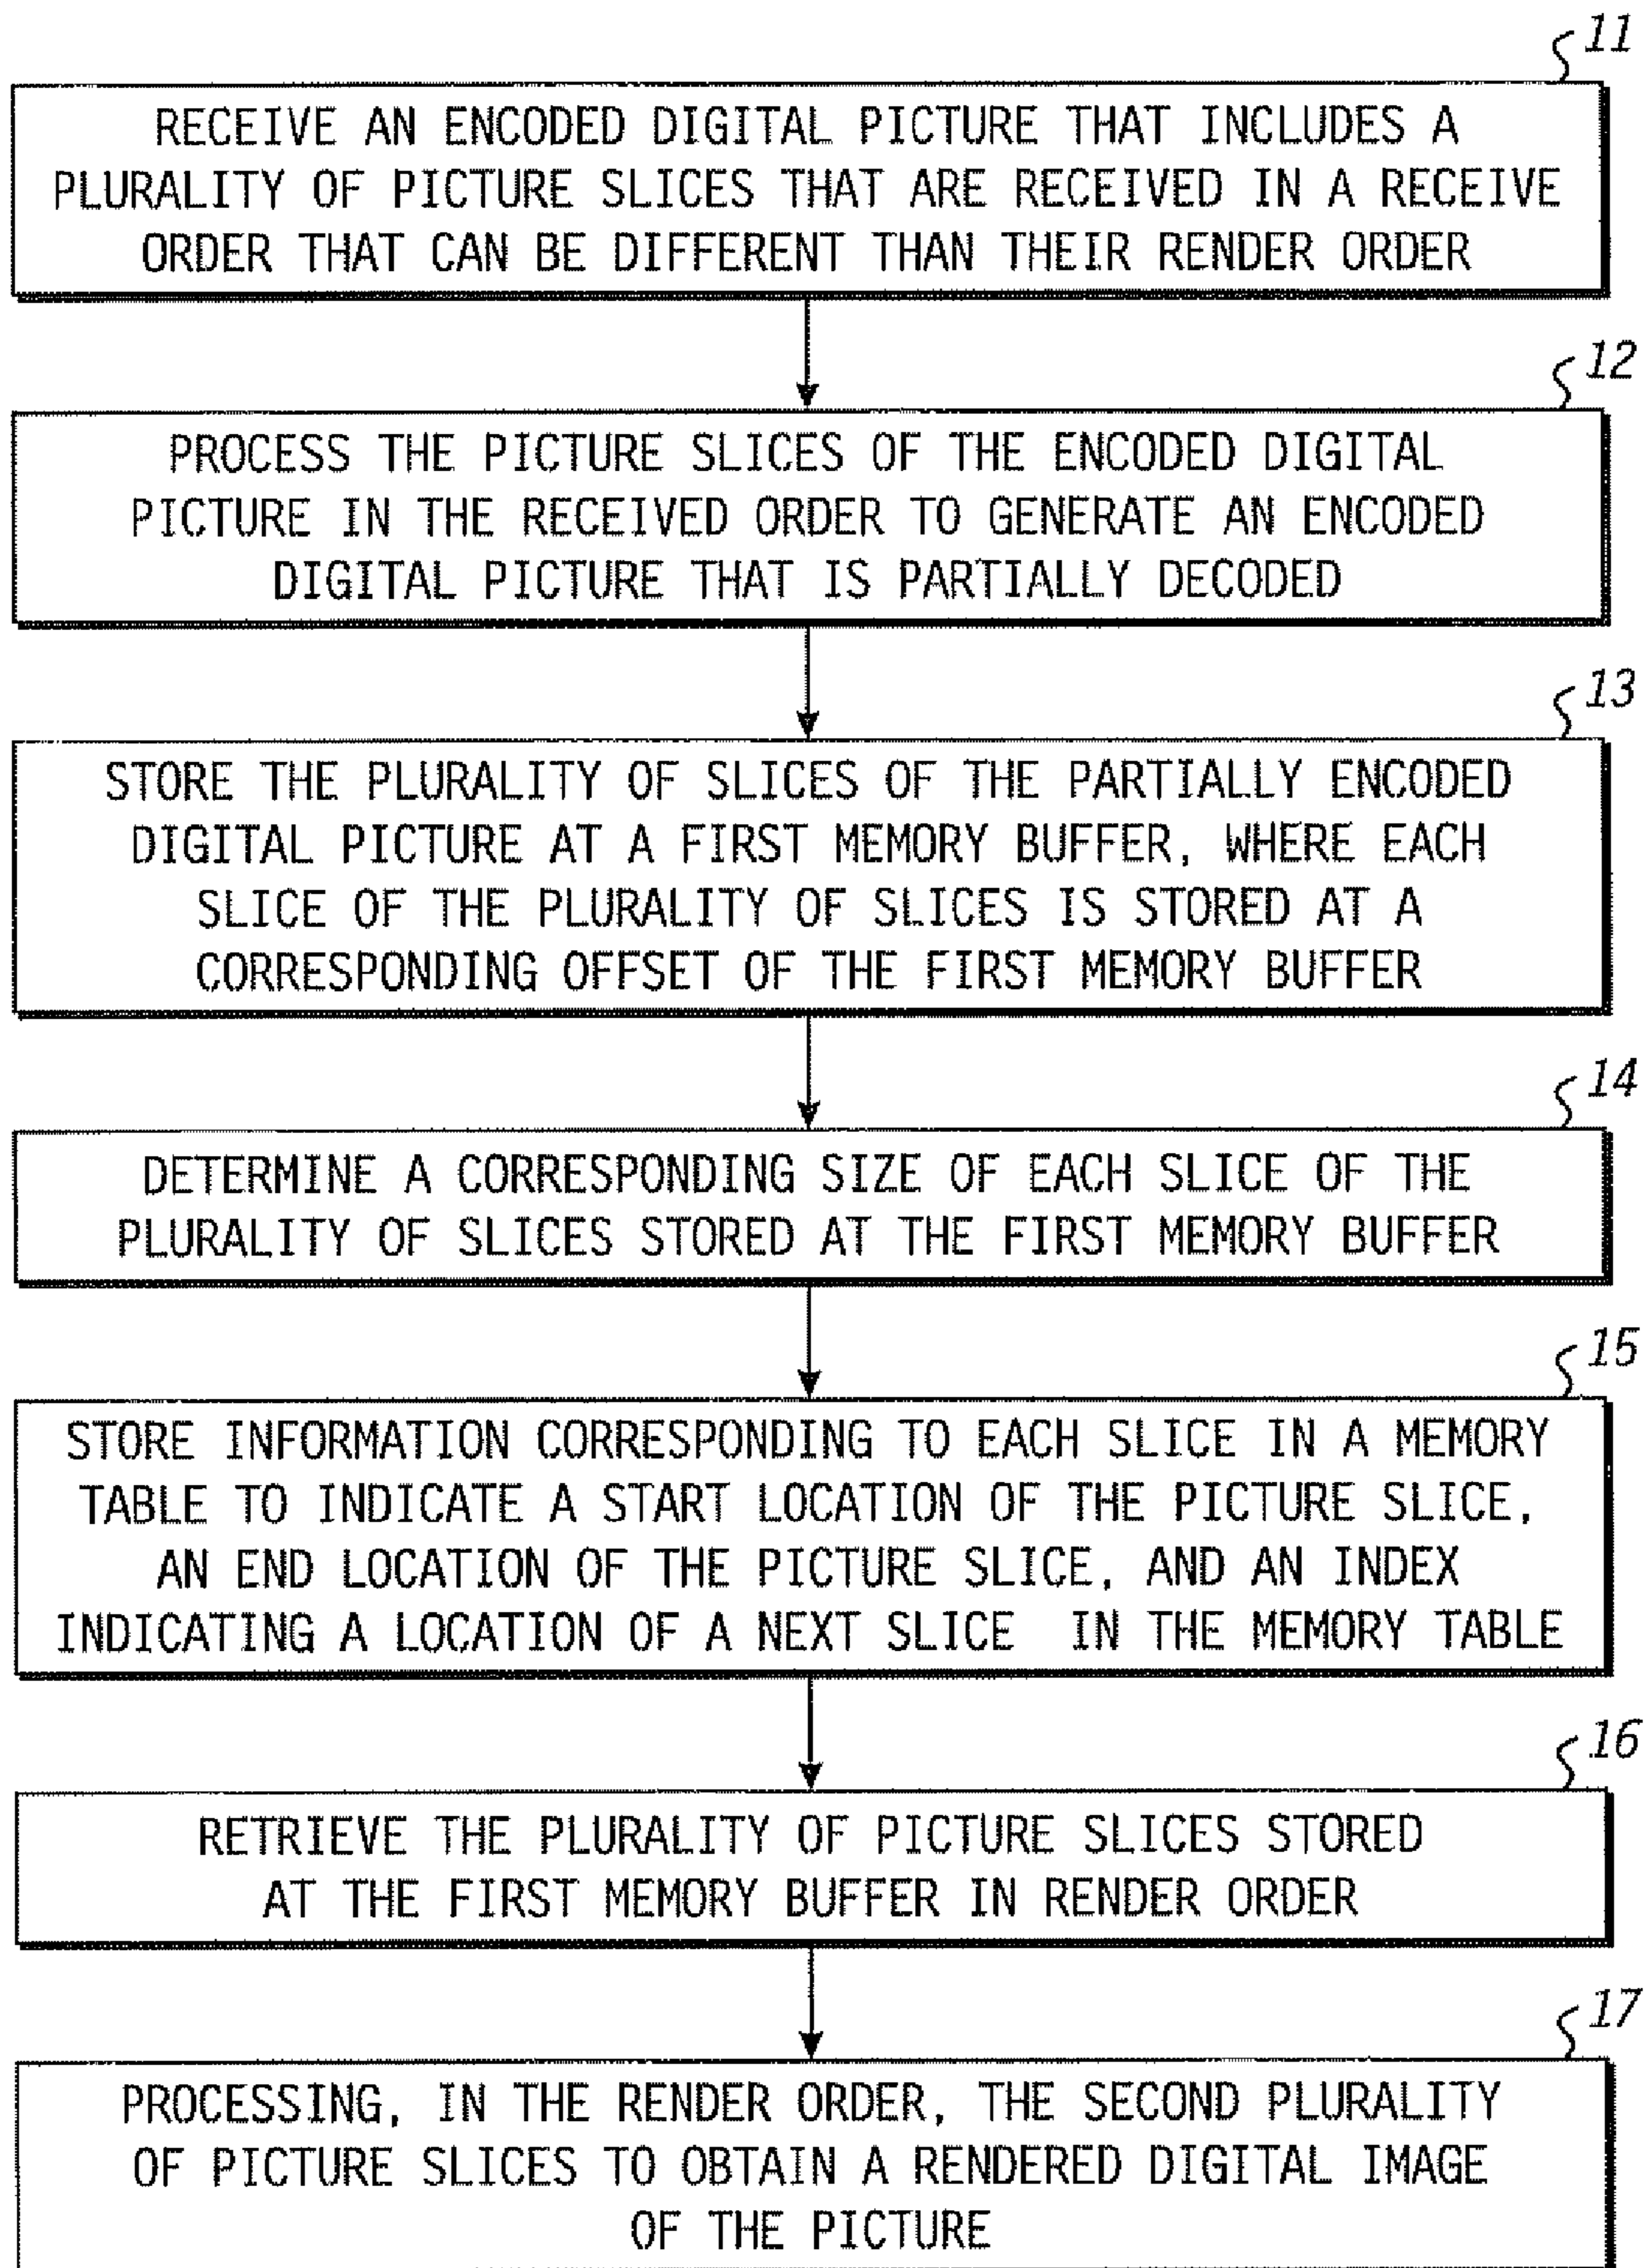 11
RECEIVE AN ENCODED DIGITAL PICTURE THAT INCLUDES A
PLURALITY OF PICTURE SLICES THAT ARE RECEIVED IN A RECEIVE
ORDER THAT CAN BE DIFFERENT THAN THEIR RENDER ORDER
12
PROCESS THE PICTURE SLICES OF THE ENCODED DIGITAL
PICTURE IN THE RECEIVED ORDER TO GENERATE AN ENCODED
DIGITAL PICTURE THAT IS PARTIALLY DECODED
13
STORE THE PLURALITY OF SLICES OF THE PARTIALLY ENCODED
DIGITAL PICTURE AT A FIRST MEMORY BUFFER, WHERE EACH
SLICE OF THE PLURALITY OF SLICES IS STORED AT A
CORRESPONDING OFFSET OF THE FIRST MEMORY BUFFER
14
DETERMINE A CORRESPONDING SIZE OF EACH SLICE OF THE
PLURALITY OF SLICES STORED AT THE FIRST MEMORY BUFFER
15
STORE INFORMATION CORRESPONDING TO EACH SLICE IN A MEMORY
TABLE TO INDICATE A START LOCATION OF THE PICTURE SLICE,
AN END LOCATION OF THE PICTURE SLICE, AND AN INDEX
INDICATING A LOCATION OF A NEXT SLICE IN THE MEMORY TABLE
16
RETRIEVE THE PLURALITY OF PICTURE SLICES STORED
AT THE FIRST MEMORY BUFFER IN RENDER ORDER
17
PROCESSING, IN THE RENDER ORDER, THE SECOND PLURALITY
OF PICTURE SLICES TO OBTAIN A RENDERED DIGITAL IMAGE
OF THE PICTURE